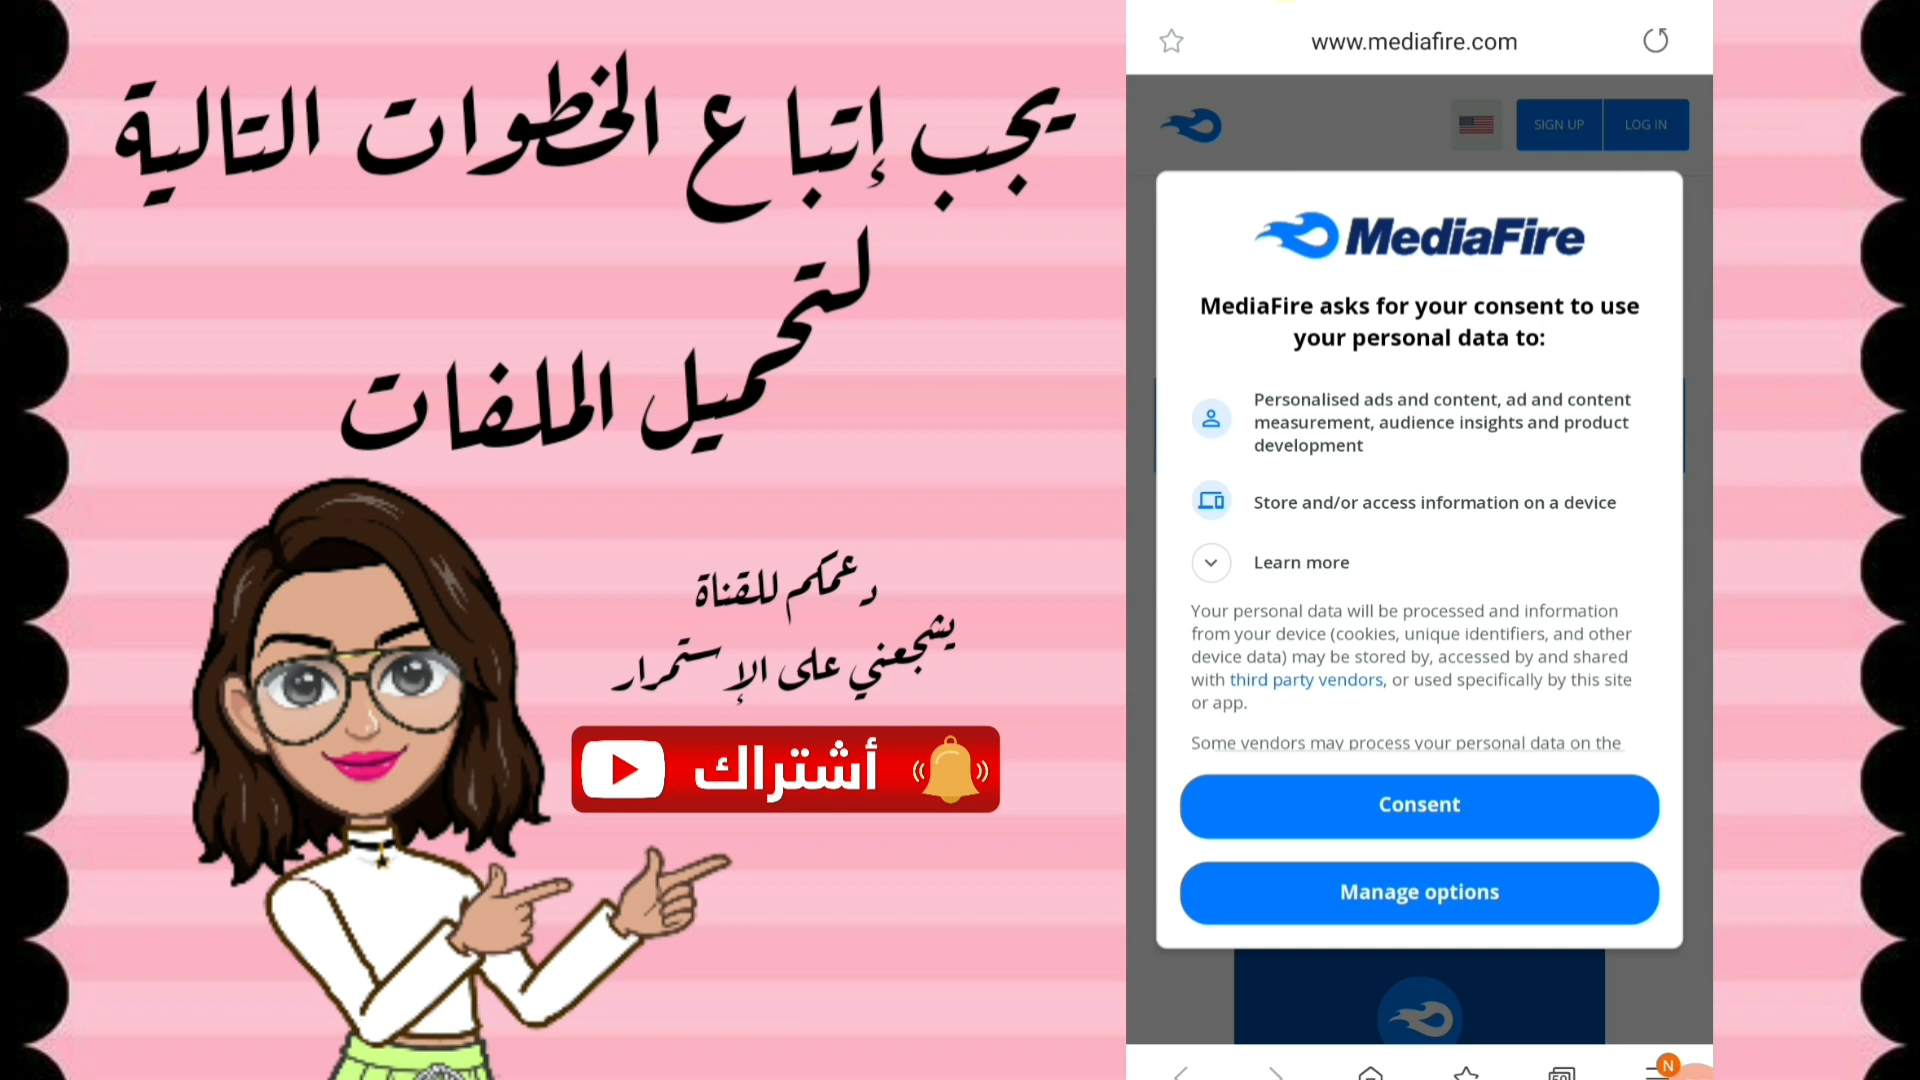 يجب إتباع الخطوات التالية
لتحميل الملفات
دعمكم للقناة
يشجعني على الإستمرار
أشتراك
www.mediafire.com
SIGN UP
LOG IN
MediaFire
MediaFire asks for your consent to use
your personal data to:
Personalised ads and content, ad and content
measurement, audience insights and product
development
Store and/or access information on a device
Learn more
Your personal data will be processed and information
from your device (cookies, unique identifiers, and other
device data) may be stored by, accessed by and shared
with third party vendors, or used specifically by this site
or app.
Some vendors may process your personal data on the
Consent
Manage options
N